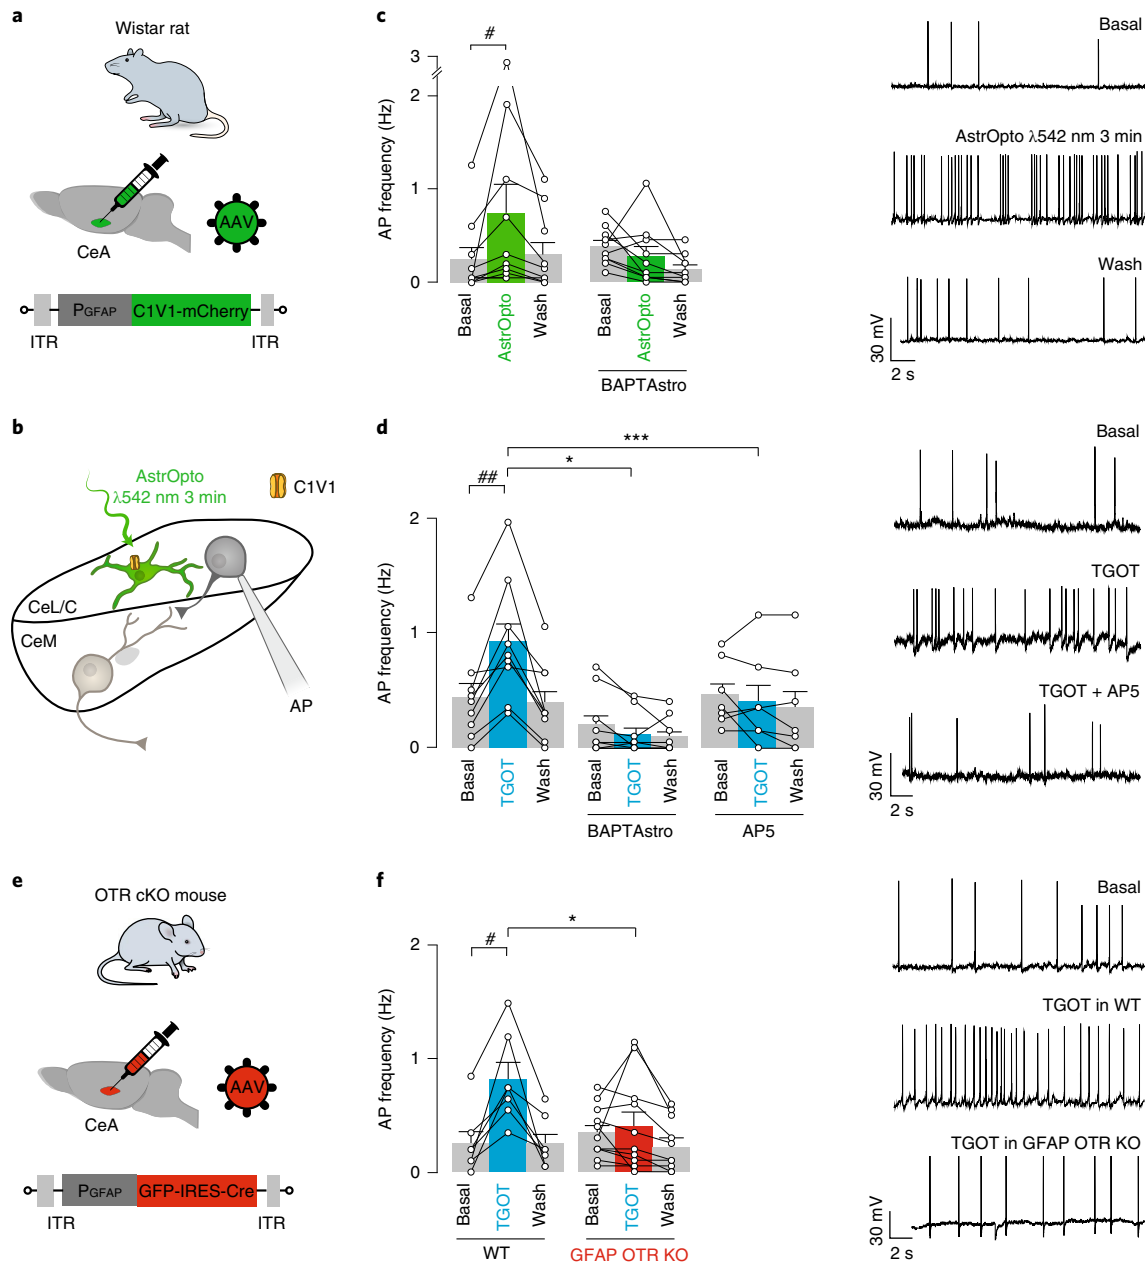 a
Wistar rat
CeA
AAV
PGFAP C1V1-mCherry
ITR ITR
c
#
3
2
1
0
AP frequency (Hz)
Basal
AstrOpto
Wash
Basal
AstrOpto
Wash
BAPTAstro
Basal
AstrOpto λ542 nm 3 min
Wash
30 mV
2 s
b
AstrOpto
λ542 nm 3 min
C1V1
CeL/C
CeM
AP
d
***
*
##
2
1
0
AP frequency (Hz)
Basal
TGOT
Wash
Basal
TGOT
Wash
Basal
TGOT
Wash
BAPTAstro
AP5
Basal
TGOT
TGOT + AP5
30 mV
2 s
e
OTR cKO mouse
CeA
AAV
PGFAP GFP-IRES-Cre
ITR ITR
f
*
#
2
1
0
AP frequency (Hz)
Basal
TGOT
Wash
Basal
TGOT
Wash
WT
GFAP OTR KO
Basal
TGOT in WT
TGOT in GFAP OTR KO
30 mV
2 s